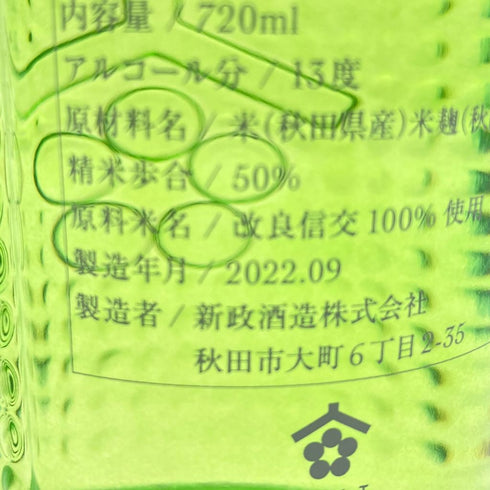 内容量 / 720ml
アルコール分 / 13度
原材料名 / 米(秋田県産)米麹(秋
精米歩合 / 50%
原料米名 / 改良信交 100% 使用
製造年月 / 2022.09
製造者 / 新政酒造株式会社
秋田市大町6丁目2-35